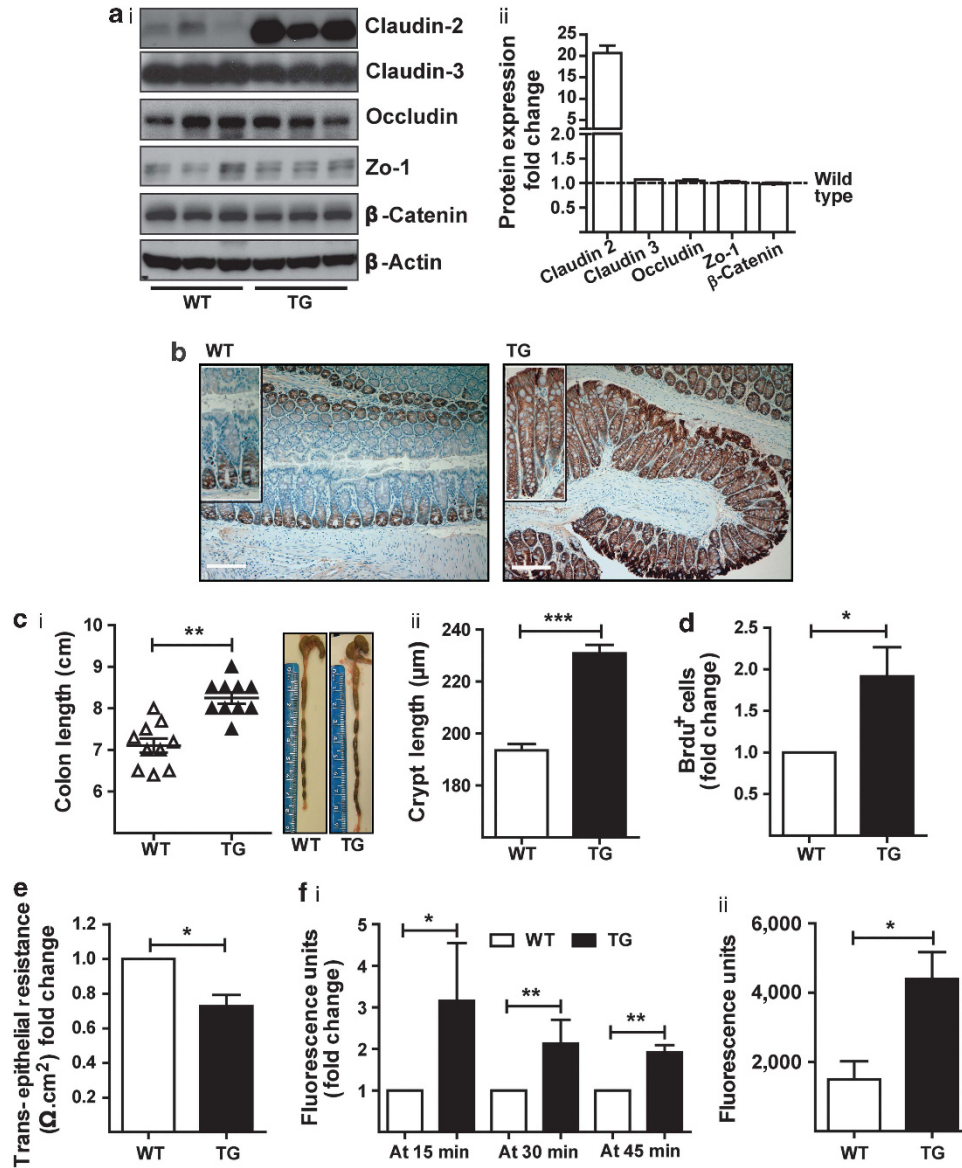 a i
Claudin-2
Claudin-3
Occludin
Zo-1
β-Catenin
β-Actin
WT TG
ii
Protein expression
fold change
25
20
15
10
5
2.0
1.0
0.5
Wild
type
Claudin 2
Claudin 3
Occludin
Zo-1
β-Catenin
b WT TG
c i
Colon length (cm)
10
9
8
7
6
**
WT TG
WT TG
ii
Crypt length (µm)
240
220
200
180
***
WT TG
d
Brdu+ cells
(fold change)
2.5
2.0
1.5
1.0
0.5
*
WT TG
e
Trans-epithelial resistance
(Ω.cm2) fold change
1.2
1.0
0.8
0.6
0.4
0.2
*
WT TG
f i
Fluorescence units
(fold change)
5
4
3
2
1
WT TG
*
**
**
At 15 min At 30 min At 45 min
ii
Fluorescence units
6,000
4,000
2,000
*
WT TG